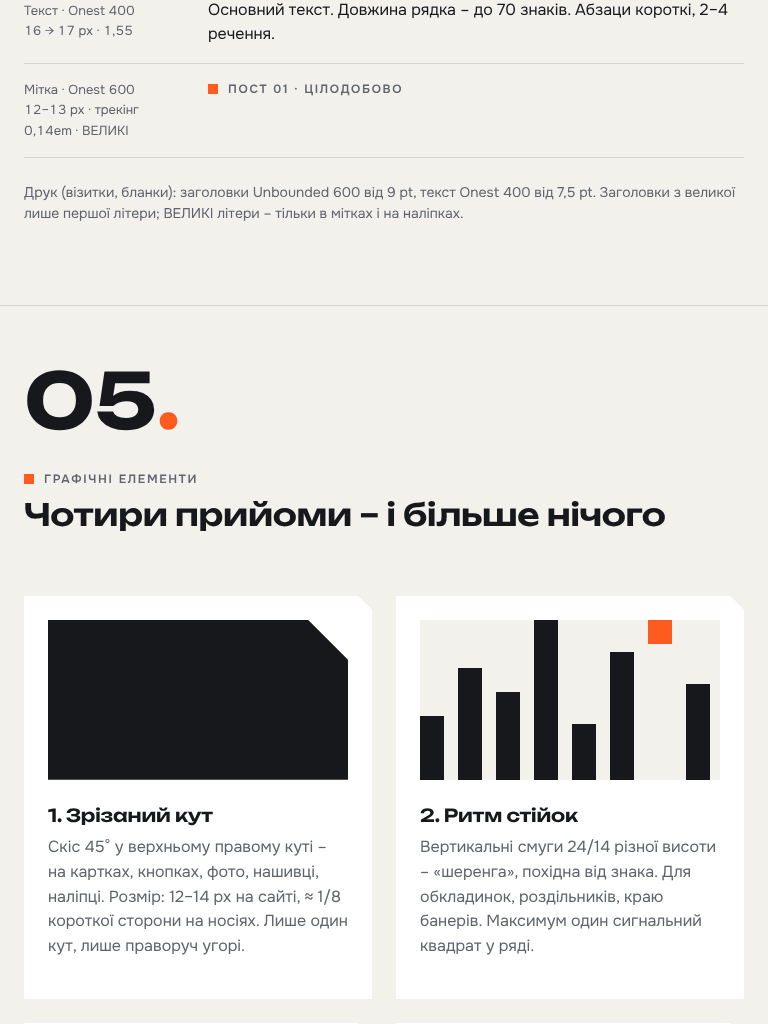 Текст · Onest 400
16 → 17 px · 1,55
Основний текст. Довжина рядка – до 70 знаків. Абзаци короткі, 2–4
речення.
Мітка · Onest 600
12–13 px · трекінг
0,14em · ВЕЛИКІ
ПОСТ 01 · ЦІЛОДОБОВО
Друк (візитки, бланки): заголовки Unbounded 600 від 9 pt, текст Onest 400 від 7,5 pt. Заголовки з великої
лише першої літери; ВЕЛИКІ літери – тільки в мітках і на наліпках.
05.
ГРАФІЧНІ ЕЛЕМЕНТИ
Чотири прийоми – і більше нічого
1. Зрізаний кут
Скіс 45° у верхньому правому куті –
на картках, кнопках, фото, нашивці,
наліпці. Розмір: 12–14 px на сайті, ≈ 1/8
короткої сторони на носіях. Лише один
кут, лише праворуч угорі.
2. Ритм стійок
Вертикальні смуги 24/14 різної висоти
– «шеренга», похідна від знака. Для
обкладинок, роздільників, краю
банерів. Максимум один сигнальний
квадрат у ряді.